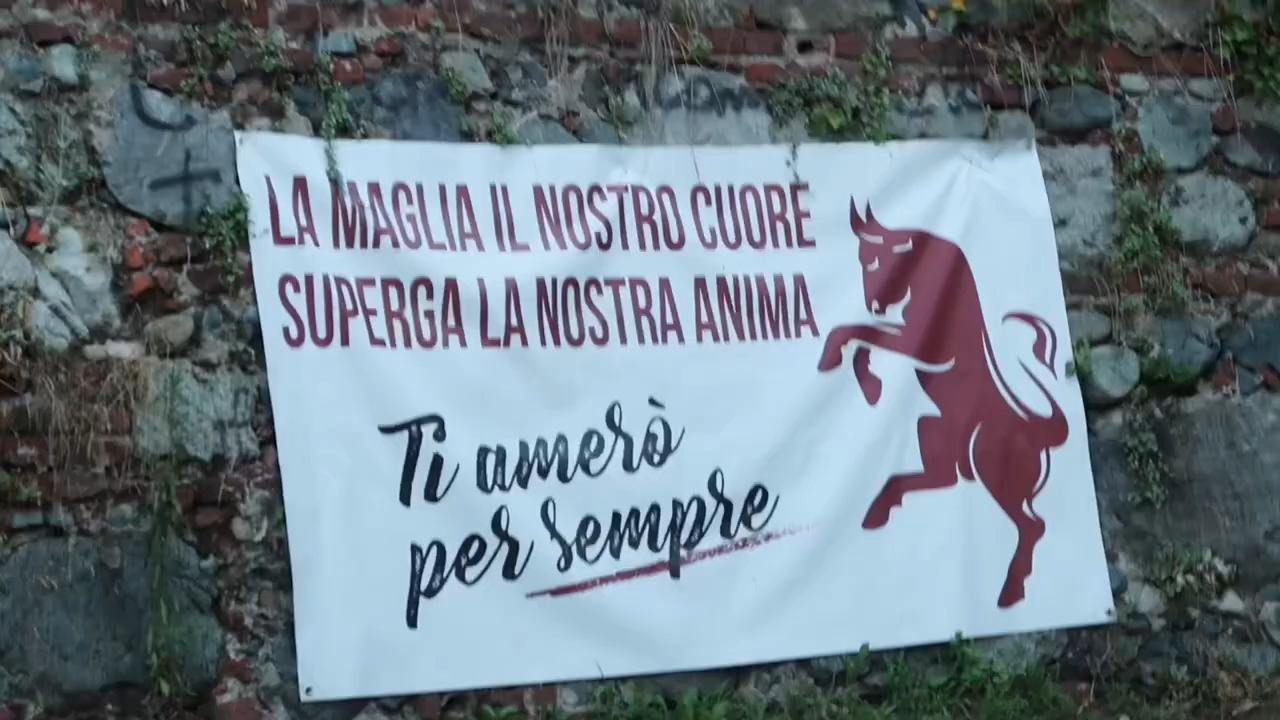 LA MAGLIA IL NOSTRO CUORE
SUPERGA LA NOSTRA ANIMA
Ti amerò
per sempre